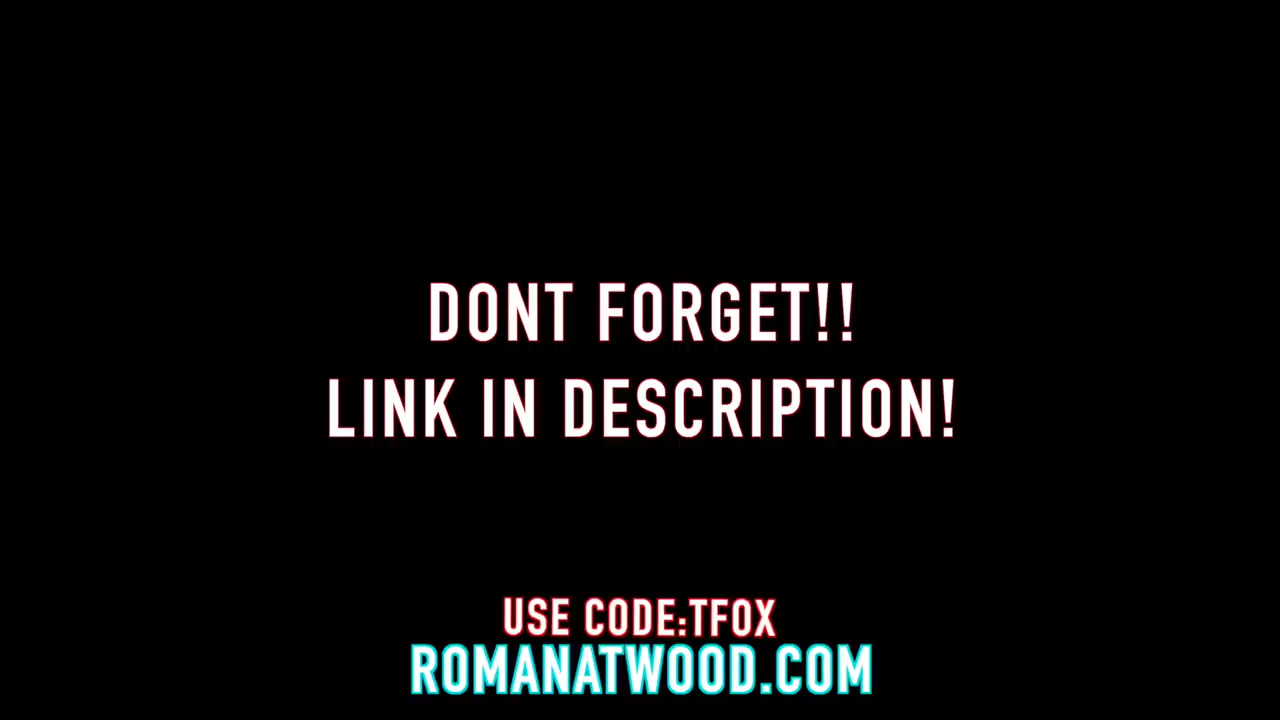 DONT FORGET!!
LINK IN DESCRIPTION!
USE CODE:TFOX
ROMANATWOOD.COM